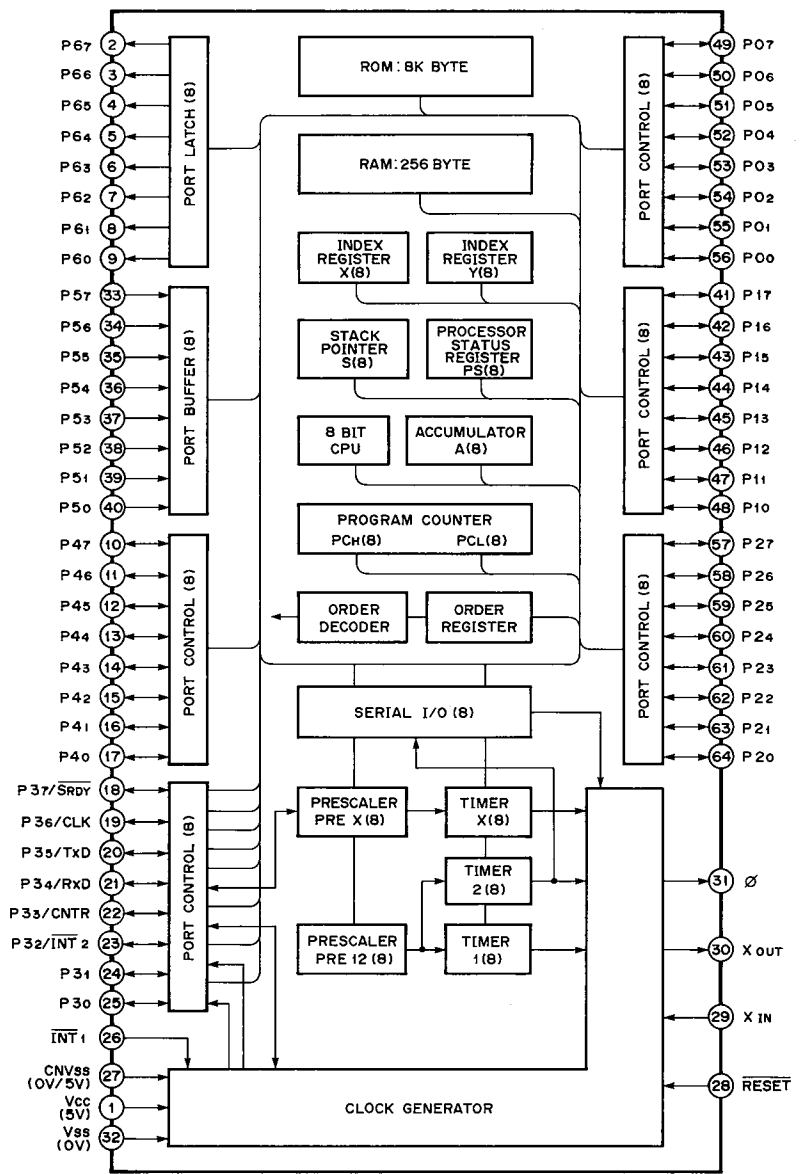 P67 2
P66 3
P65 4
P64 5
P63 6
P62 7
P61 8
P60 9
PORT LATCH (8)
P57 33
P56 34
P55 35
P54 36
P53 37
P52 38
P51 39
P50 40
PORT BUFFER (8)
P47 10
P46 11
P45 12
P44 13
P43 14
P42 15
P41 16
P40 17
PORT CONTROL (8)
P37/SRDY 18
P36/CLK 19
P35/TxD 20
P34/RxD 21
P33/CNTR 22
P32/INT 2 23
P31 24
P30 25
PORT CONTROL (8)
INT 1 26
CNVSS 27
(0V/5V)
VCC 1
(5V)
VSS 32
(0V)
ROM: 8K BYTE
RAM: 256 BYTE
INDEX
REGISTER
X(8)
INDEX
REGISTER
Y(8)
STACK
POINTER
S(8)
PROCESSOR
STATUS
REGISTER
PS(8)
8 BIT
CPU
ACCUMULATOR
A(8)
PROGRAM COUNTER
PCH(8) PCL(8)
ORDER
DECODER
ORDER
REGISTER
SERIAL I/O (8)
PRESCALER
PRE X(8)
TIMER
X(8)
TIMER
2(8)
PRESCALER
PRE 12(8)
TIMER
1(8)
CLOCK GENERATOR
PORT CONTROL (8)
49 P07
50 P06
51 P05
52 P04
53 P03
54 P02
55 P01
56 P00
PORT CONTROL (8)
41 P17
42 P16
43 P15
44 P14
45 P13
46 P12
47 P11
48 P10
PORT CONTROL (8)
57 P27
58 P26
59 P25
60 P24
61 P23
62 P22
63 P21
64 P20
31 Ø
30 X OUT
29 X IN
28 RESET